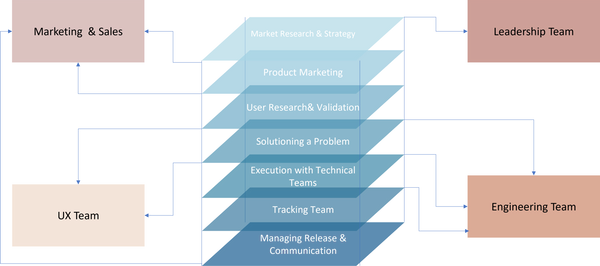 Marketing & Sales
Market Research & Strategy
Leadership Team
Product Marketing
User Research& Validation
Solutioning a Problem
Execution with Technical
Teams
UX Team
Tracking Team
Engineering Team
Managing Release &
Communication